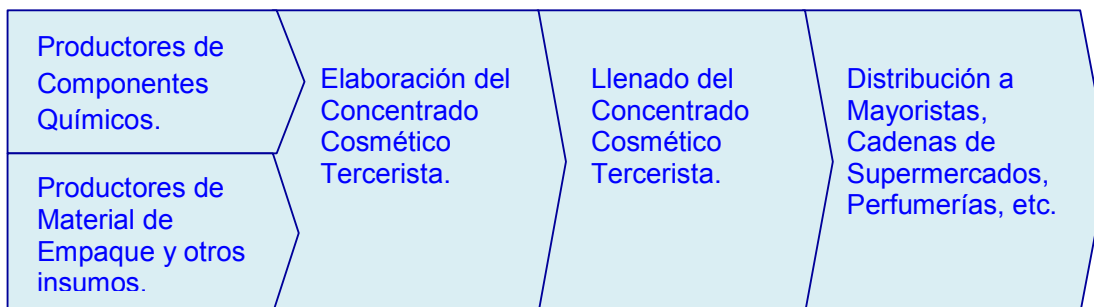 Productores de
Componentes
Químicos.
Productores de
Material de
Empaque y otros
insumos.
Elaboración del
Concentrado
Cosmético
Tercerista.
Llenado del
Concentrado
Cosmético
Tercerista.
Distribución a
Mayoristas,
Cadenas de
Supermercados,
Perfumerías, etc.